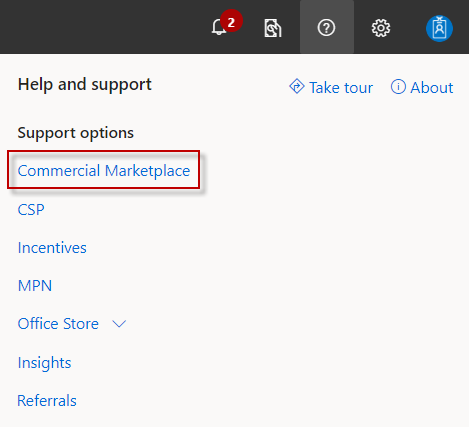 2
Help and support
Take tour
About
Support options
Commercial Marketplace
CSP
Incentives
MPN
Office Store
Insights
Referrals